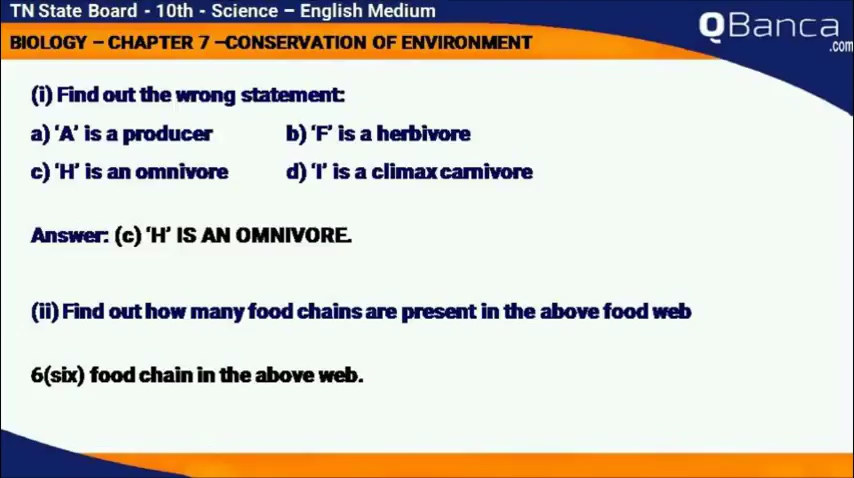 TN State Board - 10th - Science – English Medium
QBanca
.com
BIOLOGY – CHAPTER 7 –CONSERVATION OF ENVIRONMENT
(i) Find out the wrong statement:
a) ‘A’ is a producer b) ‘F’ is a herbivore
c) ‘H’ is an omnivore d) ‘I’ is a climax carnivore
Answer: (c) ‘H’ IS AN OMNIVORE.
(ii) Find out how many food chains are present in the above food web
6(six) food chain in the above web.